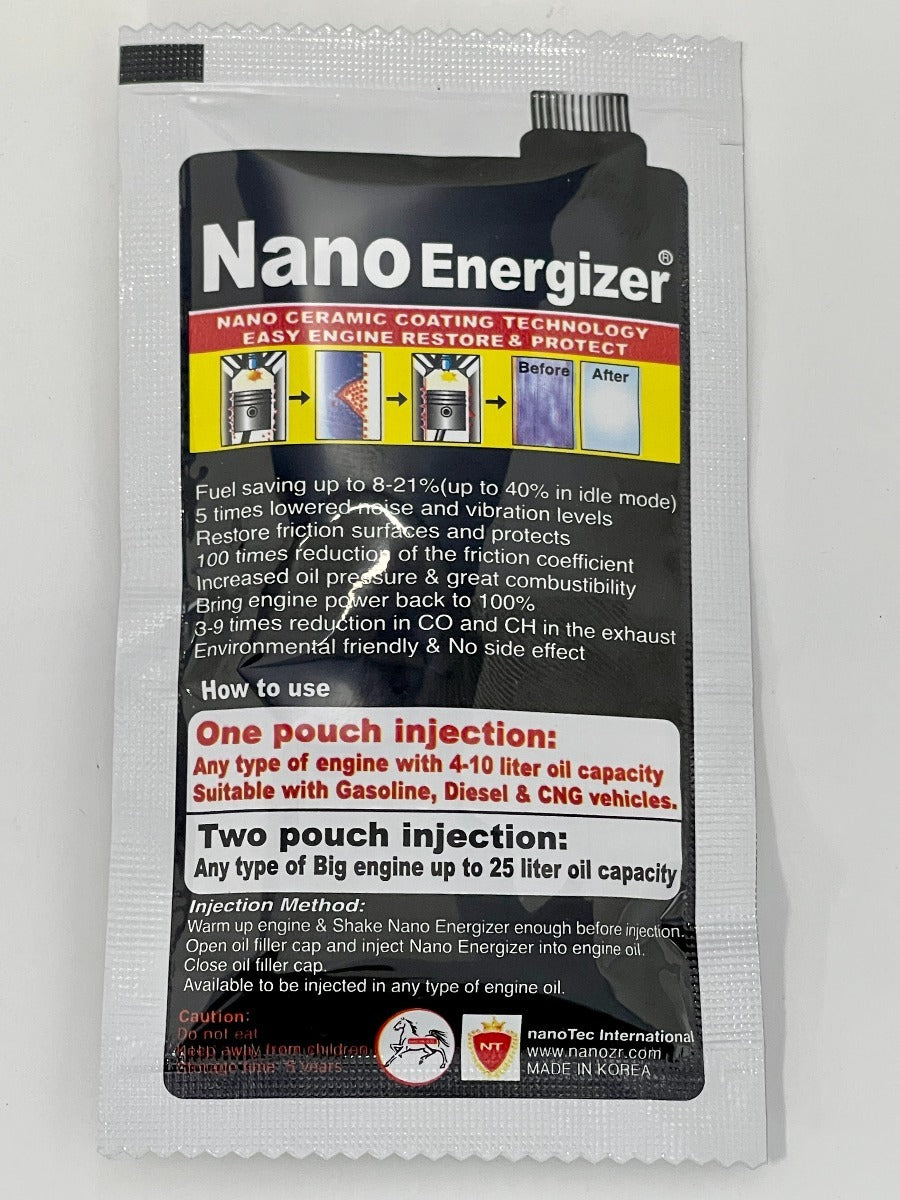 Nano Energizer®
NANO CERAMIC COATING TECHNOLOGY
EASY ENGINE RESTORE & PROTECT
Before After
Fuel saving up to 8-21%(up to 40% in idle mode)
5 times lowered noise and vibration levels
Restore friction surfaces and protects
100 times reduction of the friction coefficient
Increased oil pressure & great combustibility
Bring engine power back to 100%
3-9 times reduction in CO and CH in the exhaust
Environmental friendly & No side effect
How to use
One pouch injection:
Any type of engine with 4-10 liter oil capacity
Suitable with Gasoline, Diesel & CNG vehicles.
Two pouch injection:
Any type of Big engine up to 25 liter oil capacity
Injection Method:
Warm up engine & Shake Nano Energizer enough before injection.
Open oil filler cap and inject Nano Energizer into engine oil.
Close oil filler cap.
Available to be injected in any type of engine oil.
Caution:
Do not eat
Keep away from children
Storage time: 5 years
NT
nanoTec International
www.nanozr.com
MADE IN KOREA